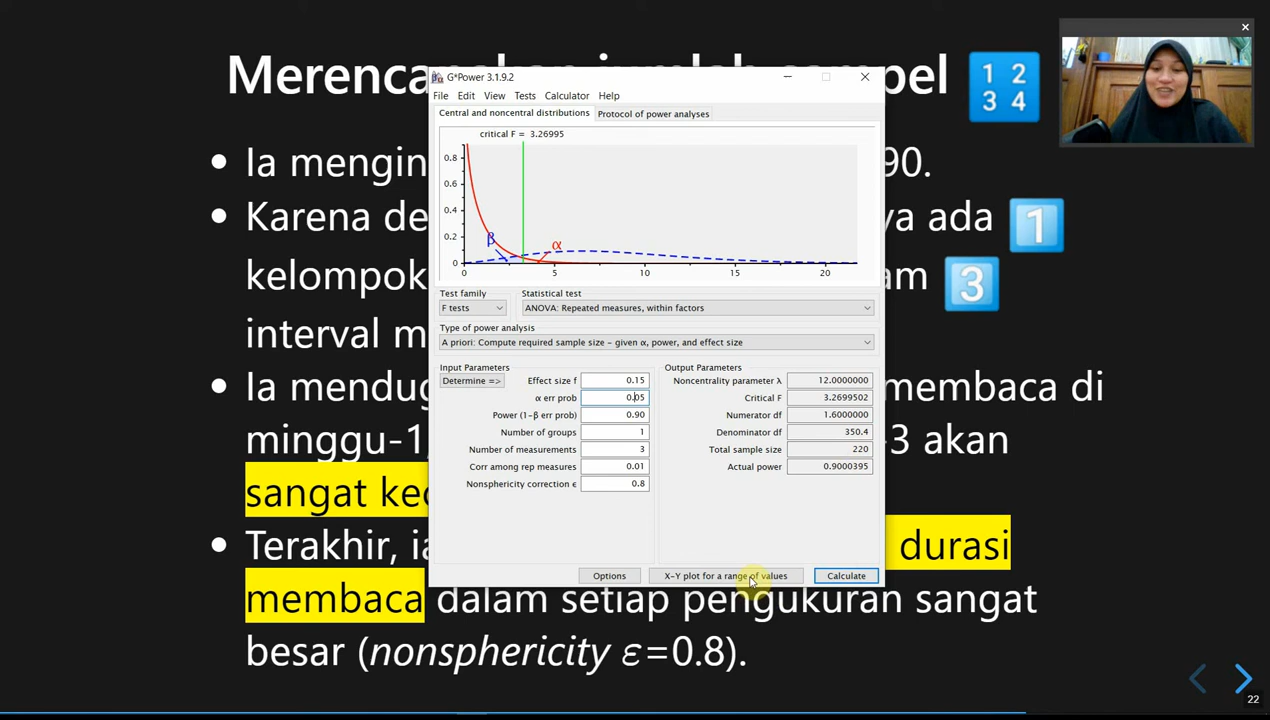 Merencanakan jumlah sampel 1 2 3 4
G*Power 3.1.9.2
File Edit View Tests Calculator Help
Central and noncentral distributions Protocol of power analyses
critical F = 3.26995
0.8
0.6
0.4
0.2
0
β
α
0 5 10 15 20
Test family Statistical test
F tests ANOVA: Repeated measures, within factors
Type of power analysis
A priori: Compute required sample size – given α, power, and effect size
Input Parameters Output Parameters
Determine => Effect size f 0.15 Noncentrality parameter λ 12.0000000
α err prob 0.05 Critical F 3.2699502
Power (1-β err prob) 0.90 Numerator df 1.6000000
Number of groups 1 Denominator df 350.4
Number of measurements 3 Total sample size 220
Corr among rep measures 0.01 Actual power 0.9000395
Nonsphericity correction ϵ 0.8
Options X-Y plot for a range of values Calculate
• Ia 90.
• Karena ada 1
kelompok 3
interval
• Ia membaca di
minggu-1, -3 akan
sangat
• Terakhir, durasi
membaca dalam setiap pengukuran sangat
besar (nonsphericity ε=0.8).
22